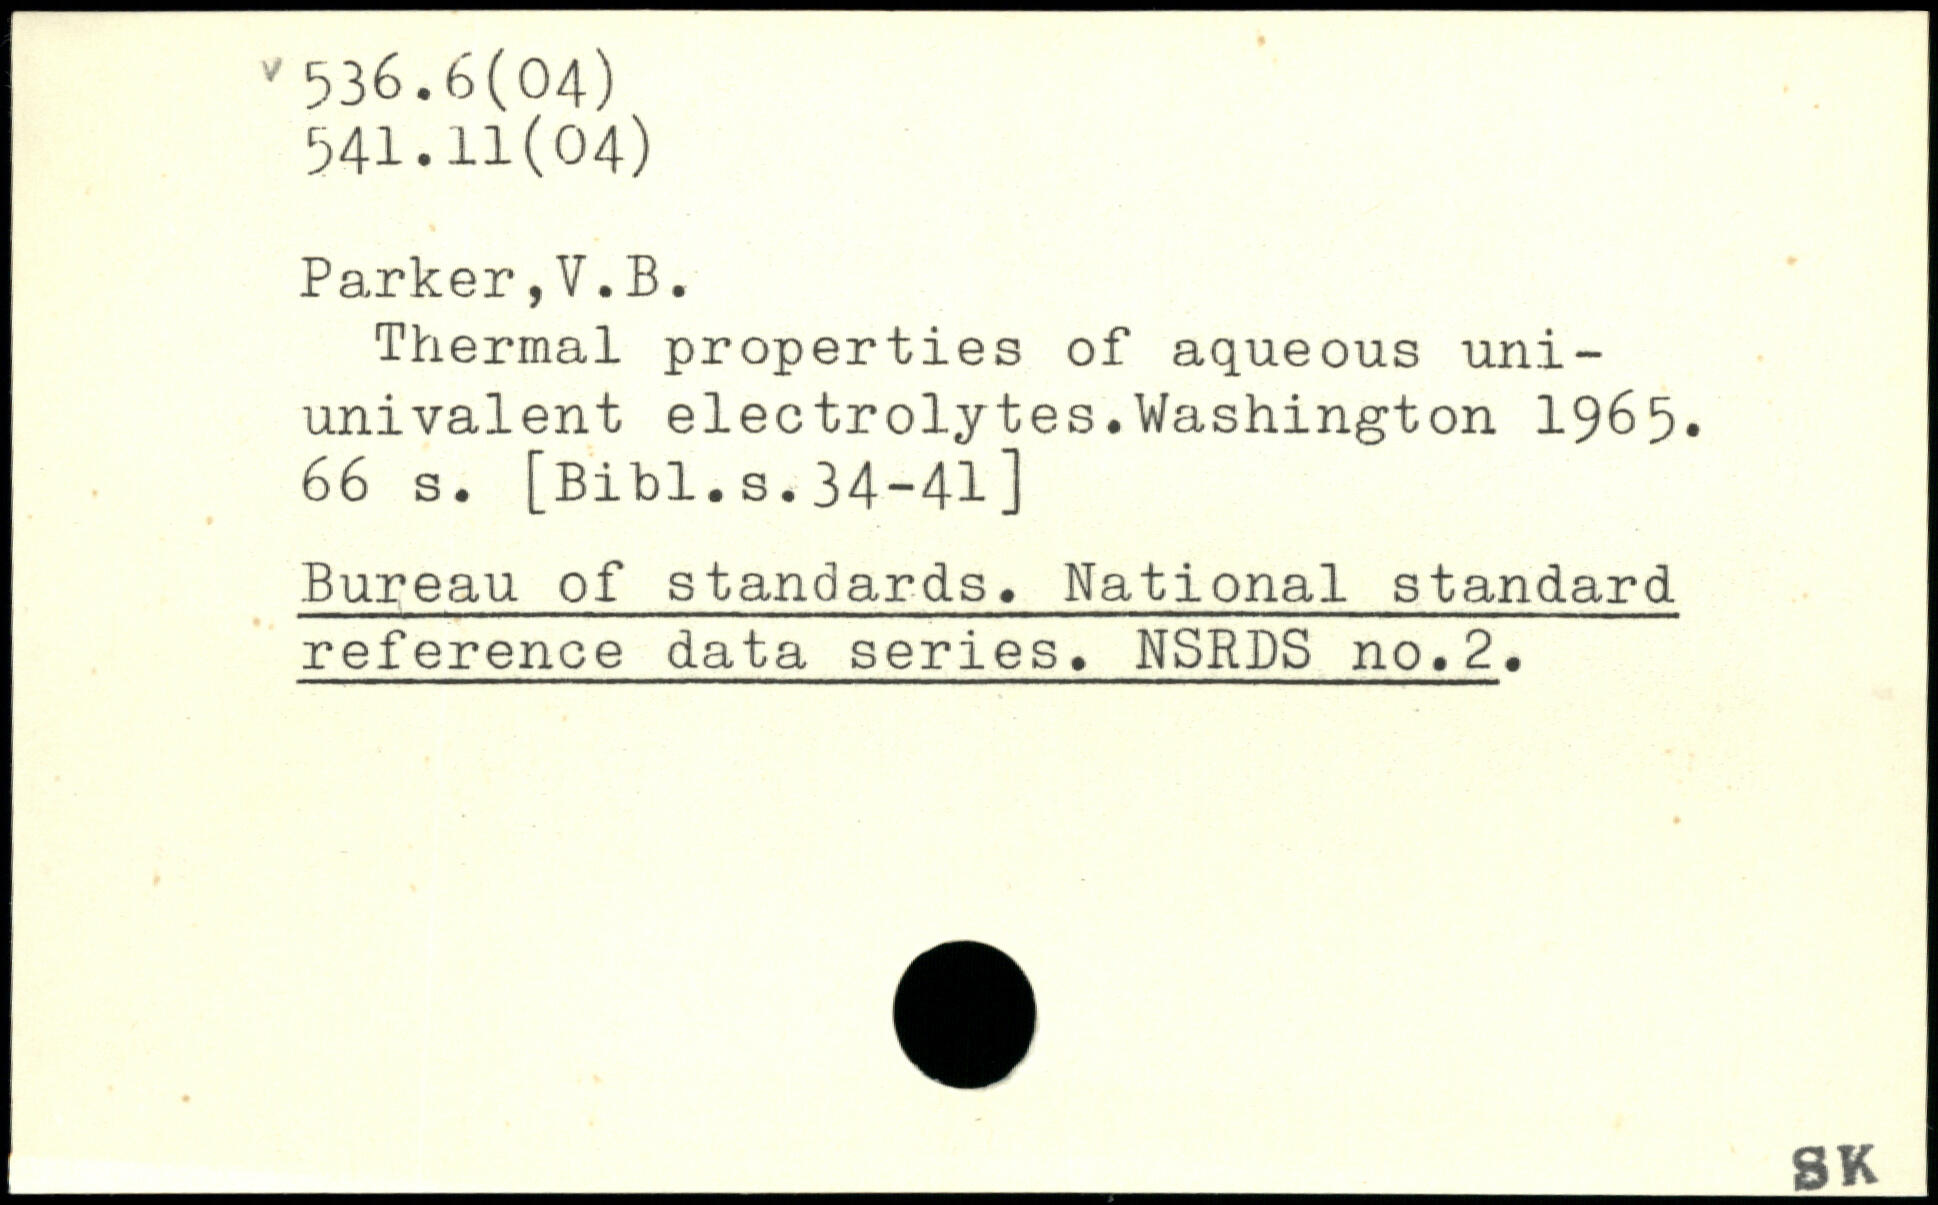 v 536.6(04)
541.11(04)
Parker,V.B.
Thermal properties of aqueous uni-
univalent electrolytes.Washington 1965.
66 s. [Bibl.s.34-41]
Bureau of standards. National standard
reference data series. NSRDS no.2.
SK